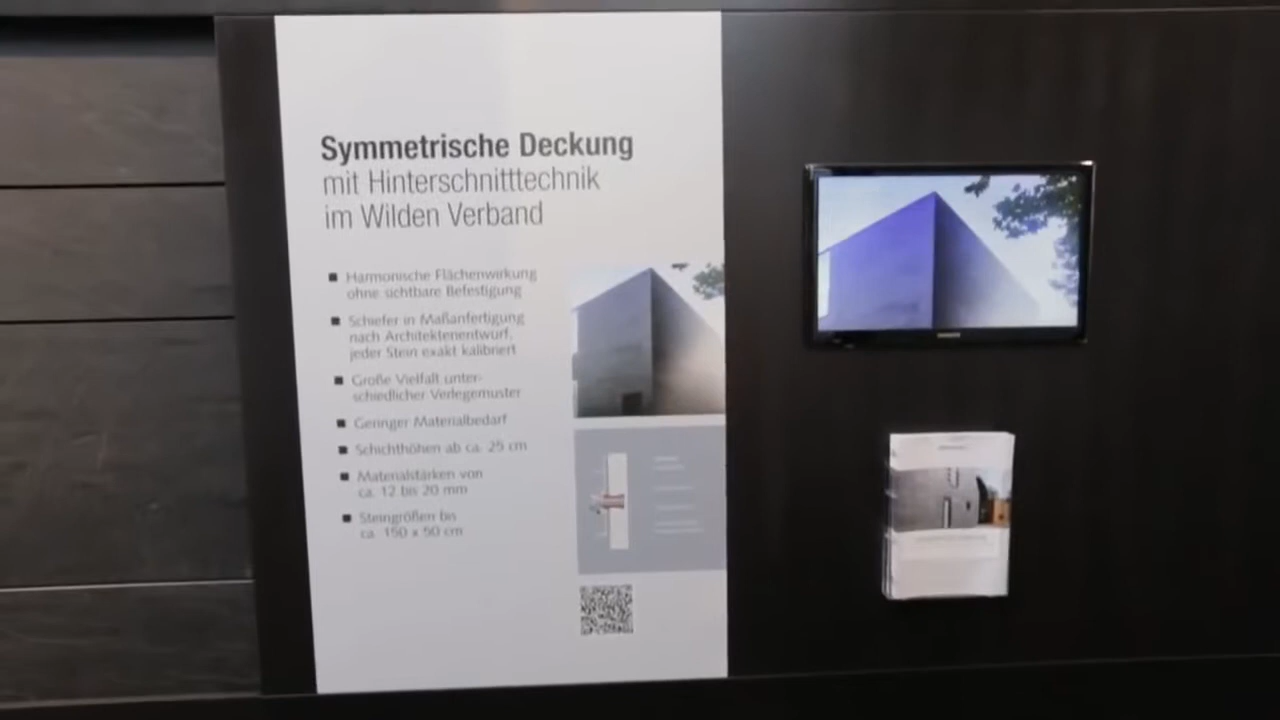 Symmetrische Deckung
mit Hinterschnitttechnik
im Wilden Verband
Harmonische Flächenwirkung
ohne sichtbare Befestigung
Schiefer in Maßanfertigung
nach Architektenentwurf,
jeder Stein exakt kalibriert
Große Vielfalt unter-
schiedlicher Verlegemuster
Geringer Materialbedarf
Schichthöhen ab ca. 25 cm
Materialstärken von
ca. 12 bis 20 mm
Steingrößen bis
ca. 150 x 50 cm